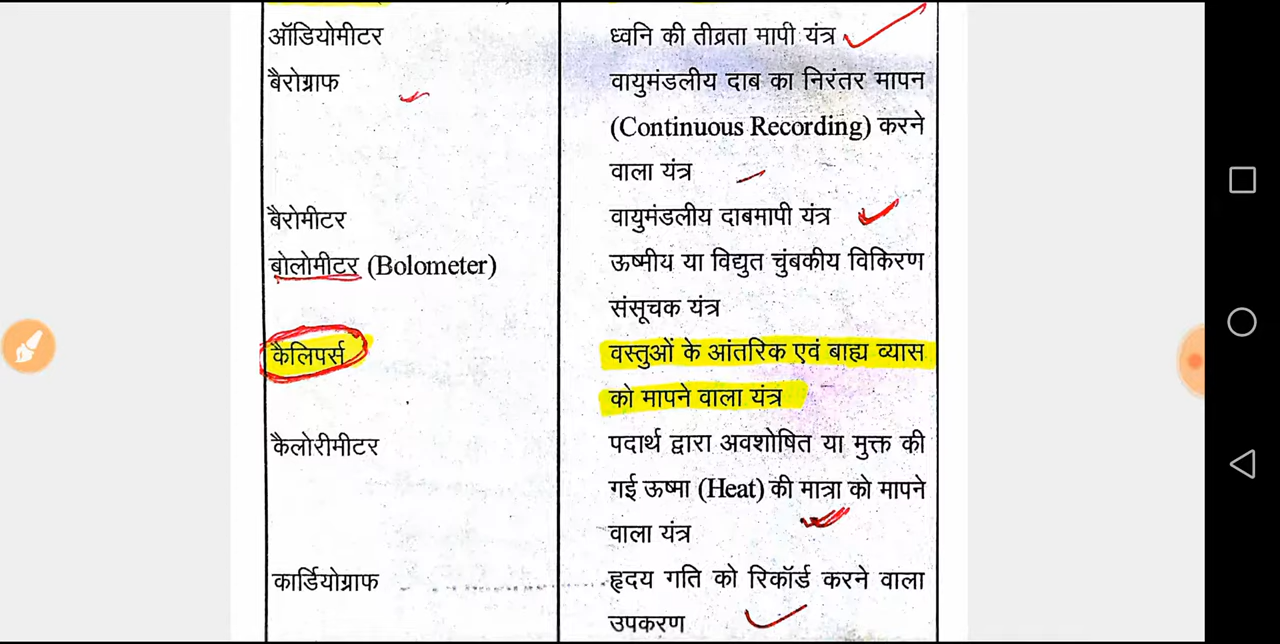 ऑडियोमीटर ध्वनि की तीव्रता मापी यंत्र
बैरोग्राफ वायुमंडलीय दाब का निरंतर मापन
(Continuous Recording) करने
वाला यंत्र
बैरोमीटर वायुमंडलीय दाबमापी यंत्र
बोलोमीटर (Bolometer) ऊष्मीय या विद्युत चुंबकीय विकिरण
संसूचक यंत्र
कैलिपर्स वस्तुओं के आंतरिक एवं बाह्य व्यास
को मापने वाला यंत्र
कैलोरीमीटर पदार्थ द्वारा अवशोषित या मुक्त की
गई ऊष्मा (Heat) की मात्रा को मापने
वाला यंत्र
कार्डियोग्राफ हृदय गति को रिकॉर्ड करने वाला
उपकरण